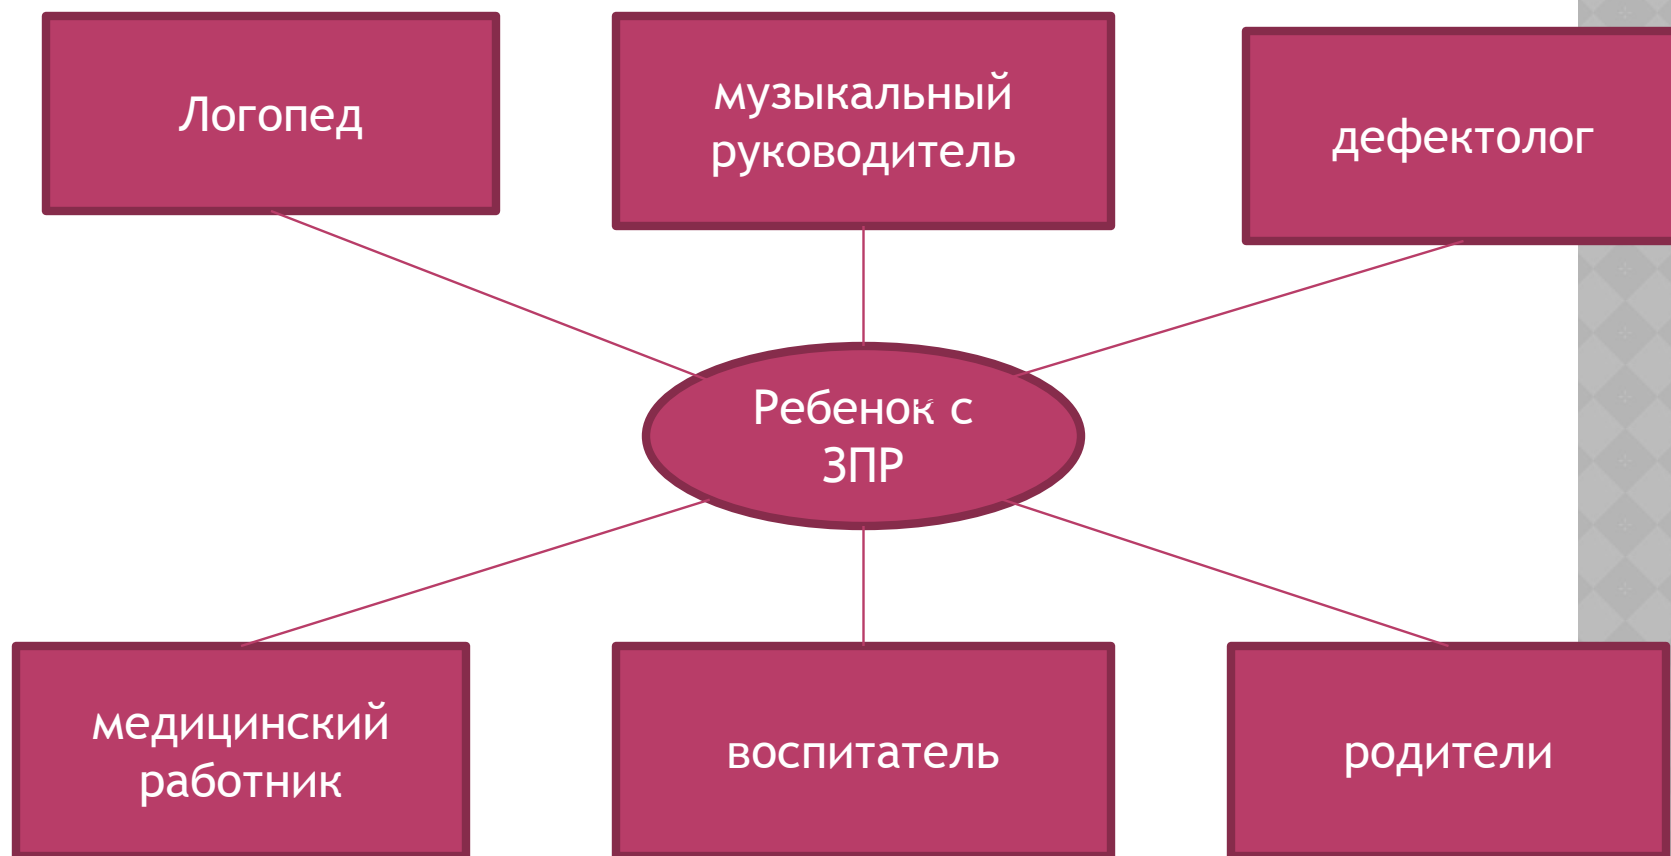 Логопед
музыкальный
руководитель
дефектолог
Ребенок с
ЗПР
медицинский
работник
воспитатель
родители